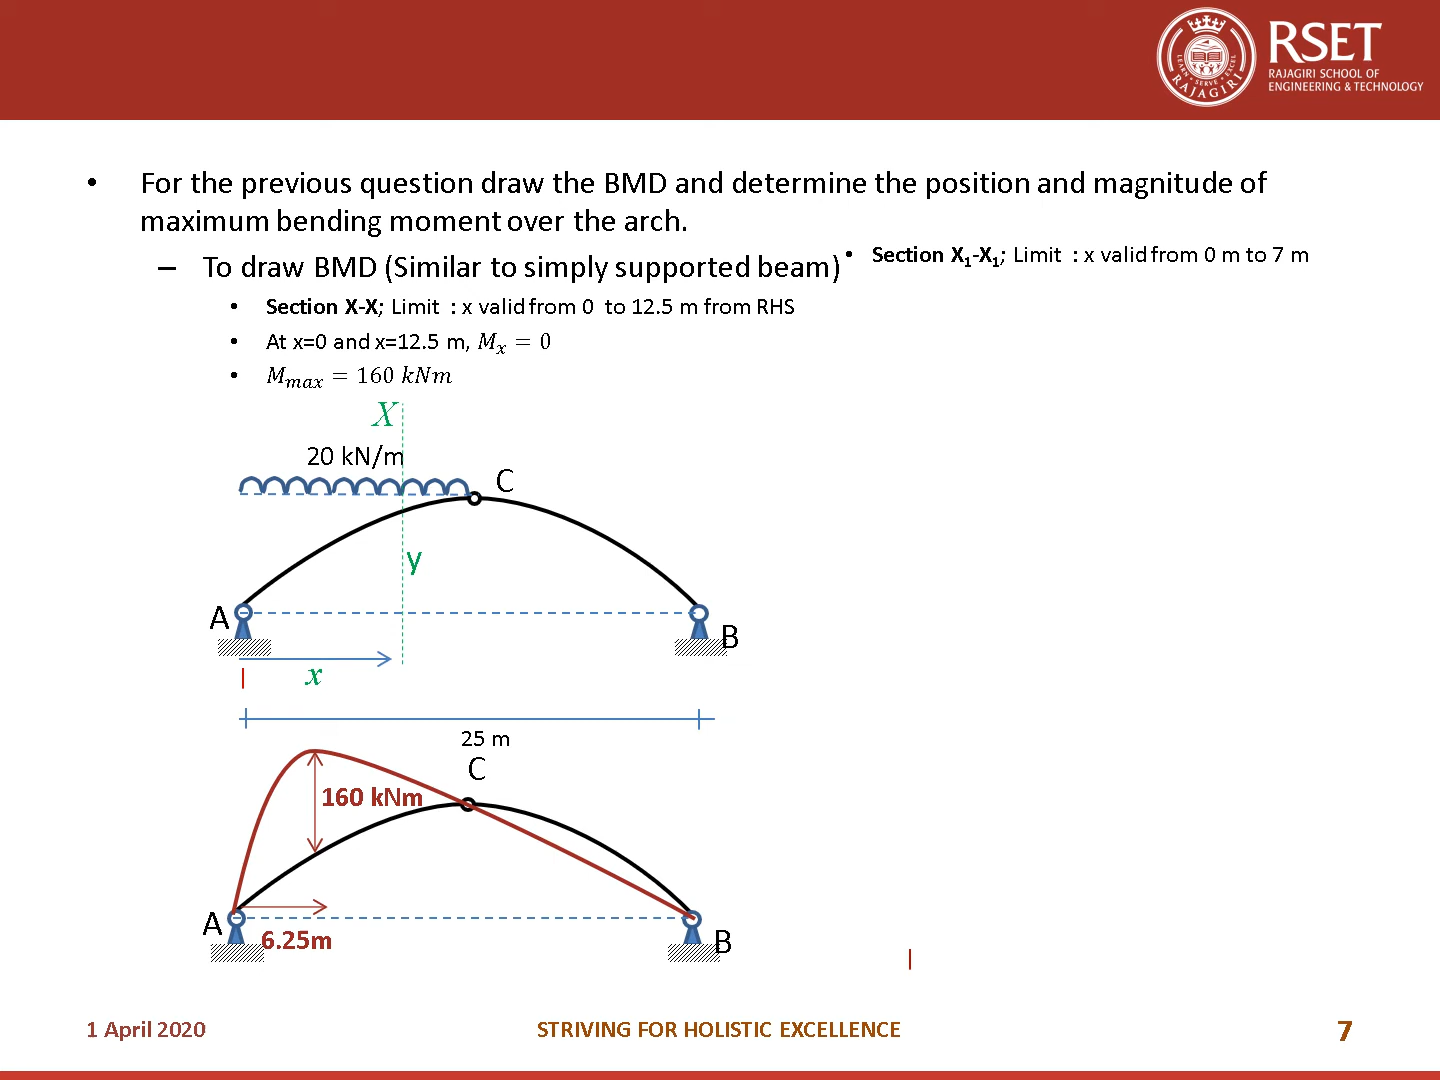 RSET
RAJAGIRI SCHOOL OF
ENGINEERING & TECHNOLOGY
LEARN • SERVE • EXCEL
RAJAGIRI
• For the previous question draw the BMD and determine the position and magnitude of
maximum bending moment over the arch.
– To draw BMD (Similar to simply supported beam)
• Section X-X; Limit : x valid from 0 to 12.5 m from RHS
• At x=0 and x=12.5 m, 𝑀ₓ = 0
• 𝑀𝑚𝑎𝑥 = 160 𝑘𝑁𝑚
• Section X₁-X₁; Limit : x valid from 0 m to 7 m
X
20 kN/m
C
y
A
B
x
25 m
C
160 kNm
A
6.25m
B
1 April 2020
STRIVING FOR HOLISTIC EXCELLENCE
7